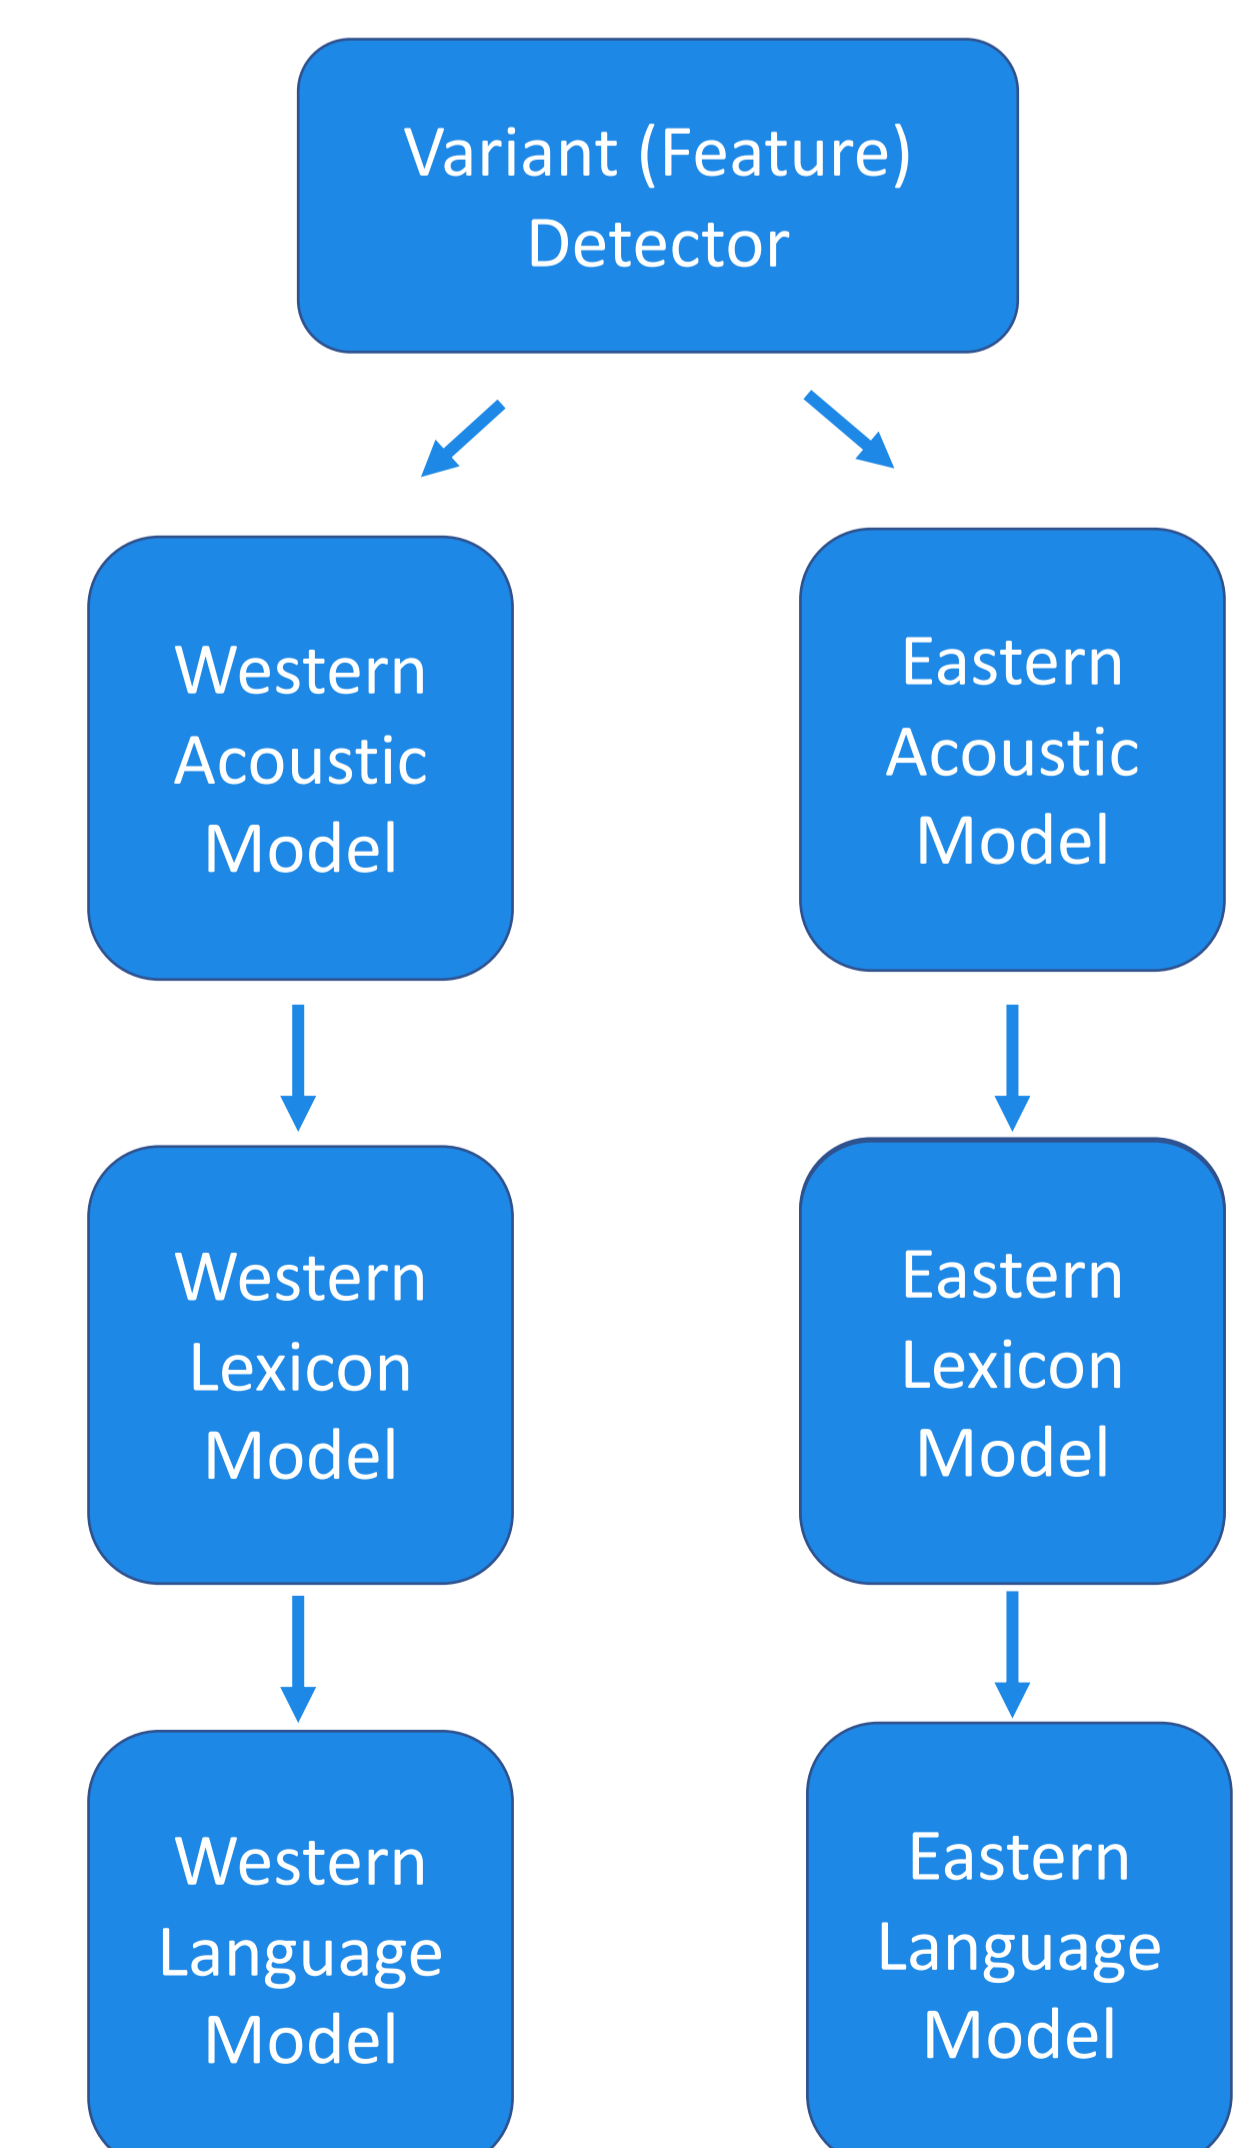 Variant (Feature)
Detector
Western
Acoustic
Model
Eastern
Acoustic
Model
Western
Lexicon
Model
Eastern
Lexicon
Model
Western
Language
Model
Eastern
Language
Model